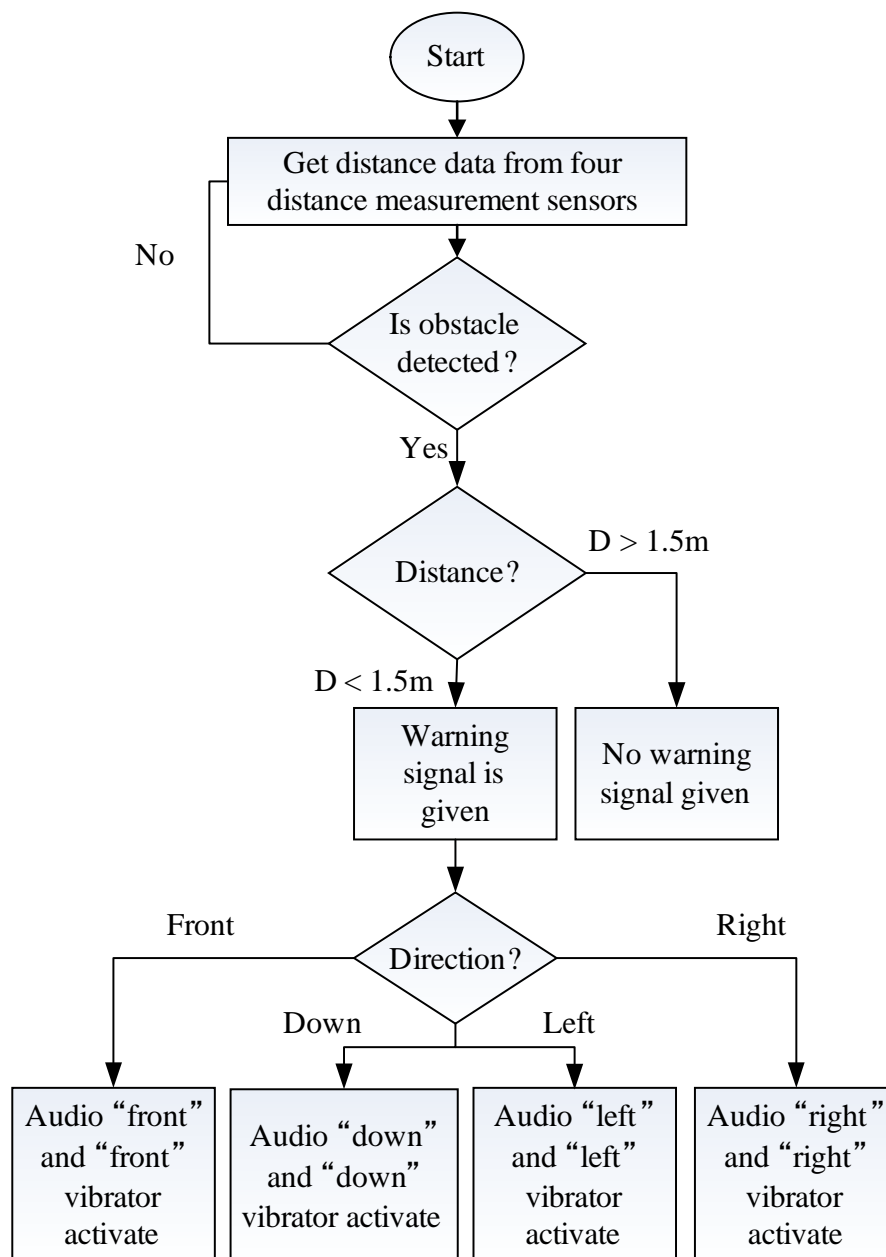 Start
Get distance data from four
distance measurement sensors
No
Is obstacle
detected?
Yes
Distance?
D > 1.5m
D < 1.5m
Warning
signal is
given
No warning
signal given
Direction?
Front
Right
Down
Left
Audio “front”
and “front”
vibrator
activate
Audio “down”
and “down”
vibrator activate
Audio “left”
and “left”
vibrator
activate
Audio “right”
and “right”
vibrator
activate